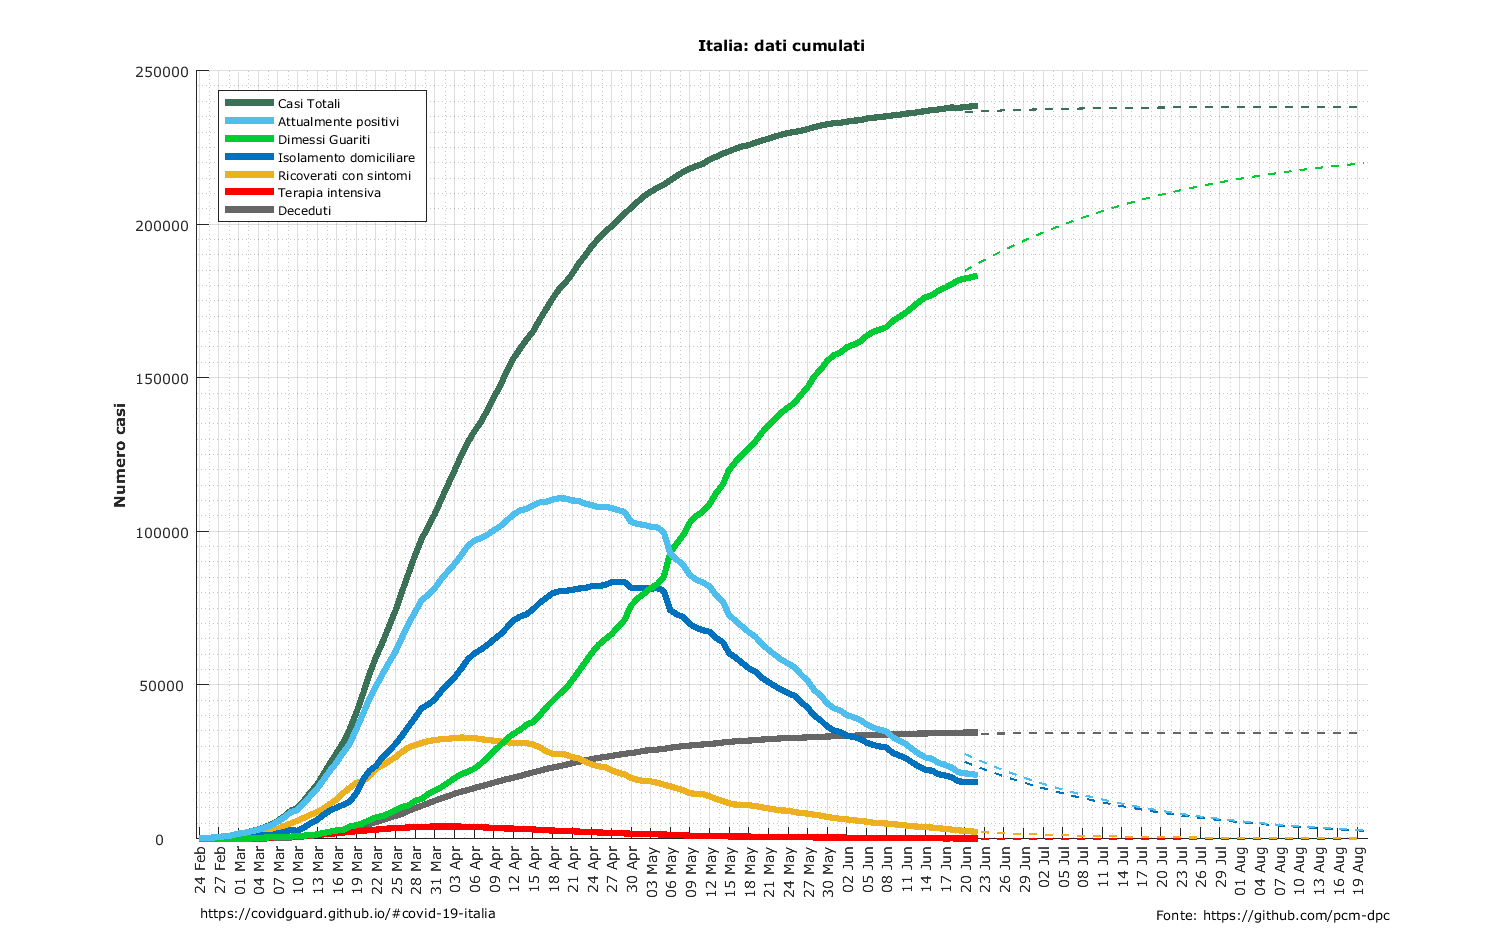 Italia: dati cumulati
250000
200000
150000
100000
50000
0
Numero casi
Casi Totali
Attualmente positivi
Dimessi Guariti
Isolamento domiciliare
Ricoverati con sintomi
Terapia intensiva
Deceduti
24 Feb
27 Feb
01 Mar
04 Mar
07 Mar
10 Mar
13 Mar
16 Mar
19 Mar
22 Mar
25 Mar
28 Mar
31 Mar
03 Apr
06 Apr
09 Apr
12 Apr
15 Apr
18 Apr
21 Apr
24 Apr
27 Apr
30 Apr
03 May
06 May
09 May
12 May
15 May
18 May
21 May
24 May
27 May
30 May
02 Jun
05 Jun
08 Jun
11 Jun
14 Jun
17 Jun
20 Jun
23 Jun
26 Jun
29 Jun
02 Jul
05 Jul
08 Jul
11 Jul
14 Jul
17 Jul
20 Jul
23 Jul
26 Jul
29 Jul
01 Aug
04 Aug
07 Aug
10 Aug
13 Aug
16 Aug
19 Aug
https://covidguard.github.io/#covid-19-italia
Fonte: https://github.com/pcm-dpc